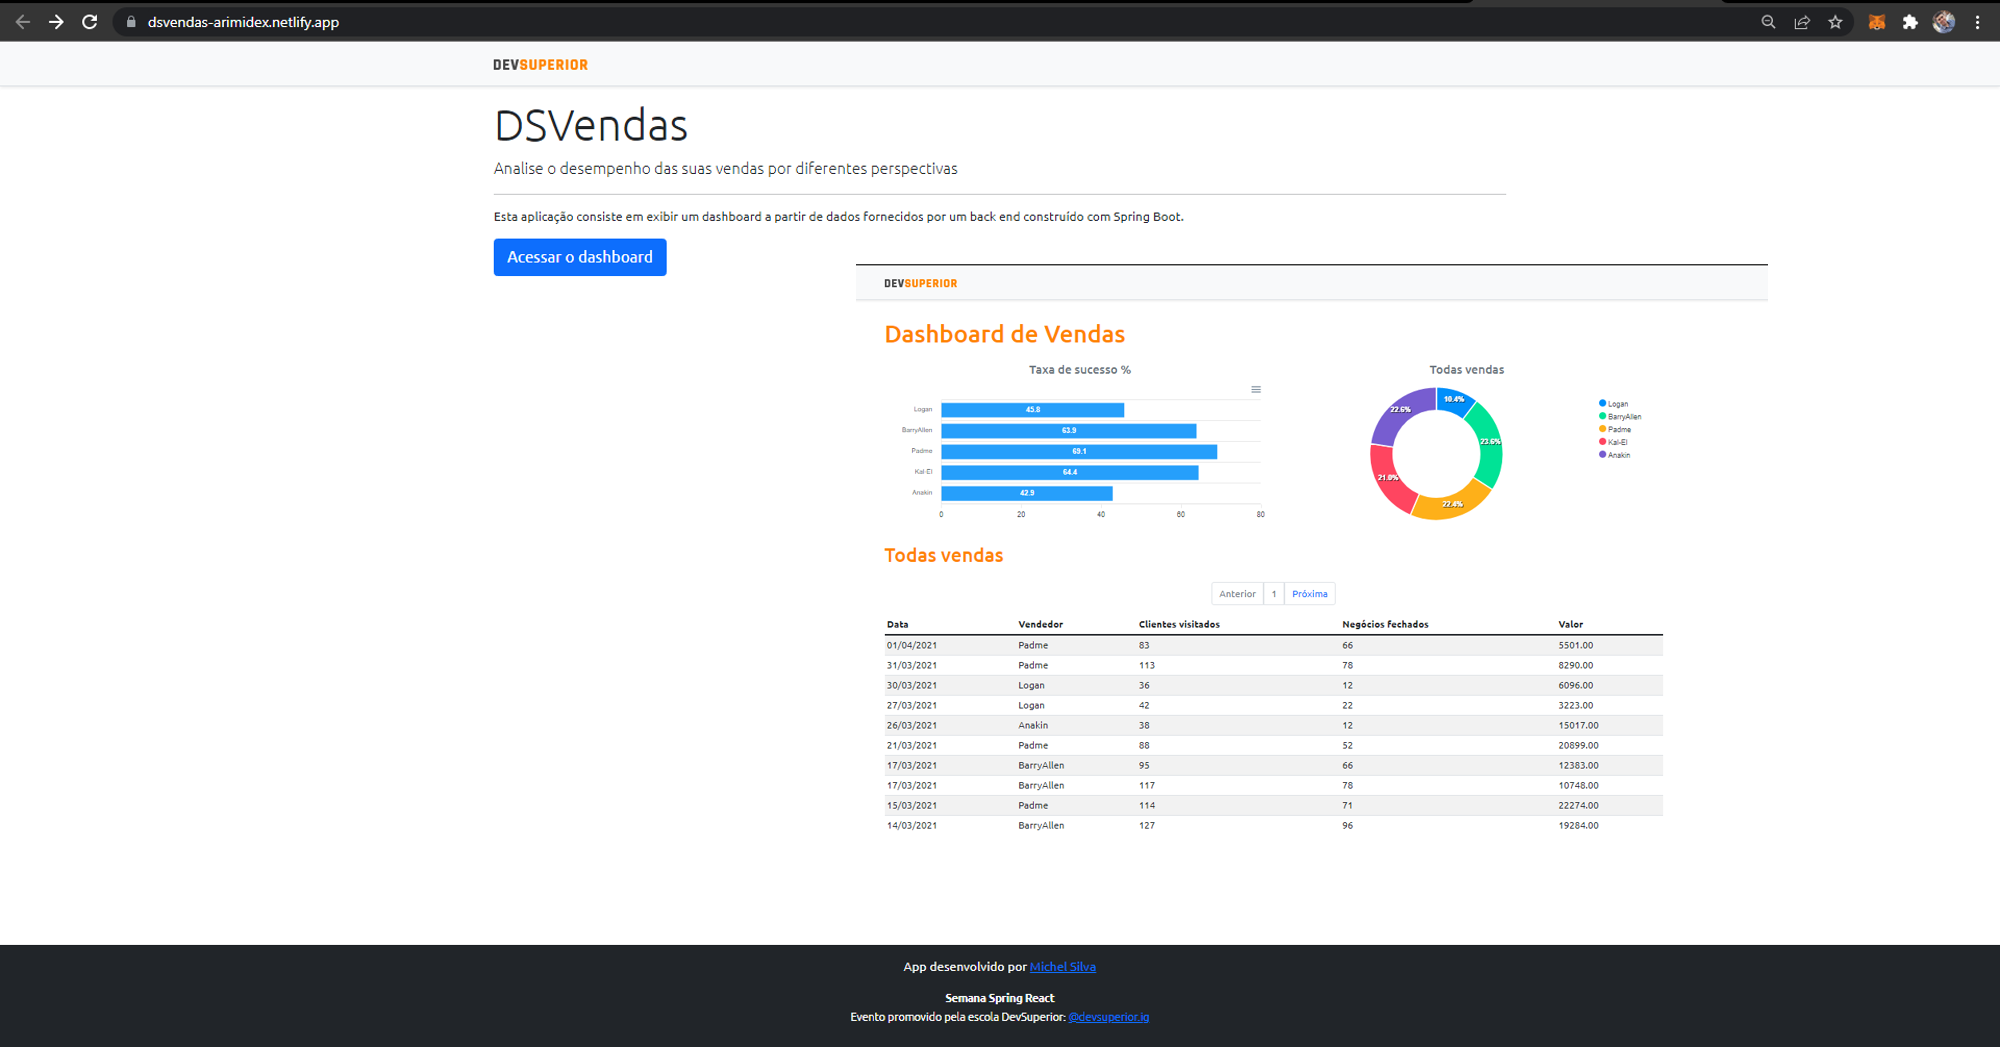 dsvendas-arimidex.netlify.app
DEVSUPERIOR
DSVendas
Analise o desempenho das suas vendas por diferentes perspectivas
Esta aplicação consiste em exibir um dashboard a partir de dados fornecidos por um back end construído com Spring Boot.
Acessar o dashboard
DEVSUPERIOR
Dashboard de Vendas
Taxa de sucesso %
Logan 45.8
BarryAllen 63.9
Padme 69.1
Kal-El 64.4
Anakin 42.9
0 20 40 60 80
Todas vendas
10.4%
23.6%
22.4%
21.0%
22.6%
Logan
BarryAllen
Padme
Kal-El
Anakin
Todas vendas
Anterior 1 Próxima
Data Vendedor Clientes visitados Negócios fechados Valor
01/04/2021 Padme 83 66 5501.00
31/03/2021 Padme 113 78 8290.00
30/03/2021 Logan 36 12 6096.00
27/03/2021 Logan 42 22 3223.00
26/03/2021 Anakin 38 12 15017.00
21/03/2021 Padme 88 52 20899.00
17/03/2021 BarryAllen 95 66 12383.00
17/03/2021 BarryAllen 117 78 10748.00
15/03/2021 Padme 114 71 22274.00
14/03/2021 BarryAllen 127 96 19284.00
App desenvolvido por Michel Silva
Semana Spring React
Evento promovido pela escola DevSuperior: @devsuperior.ig